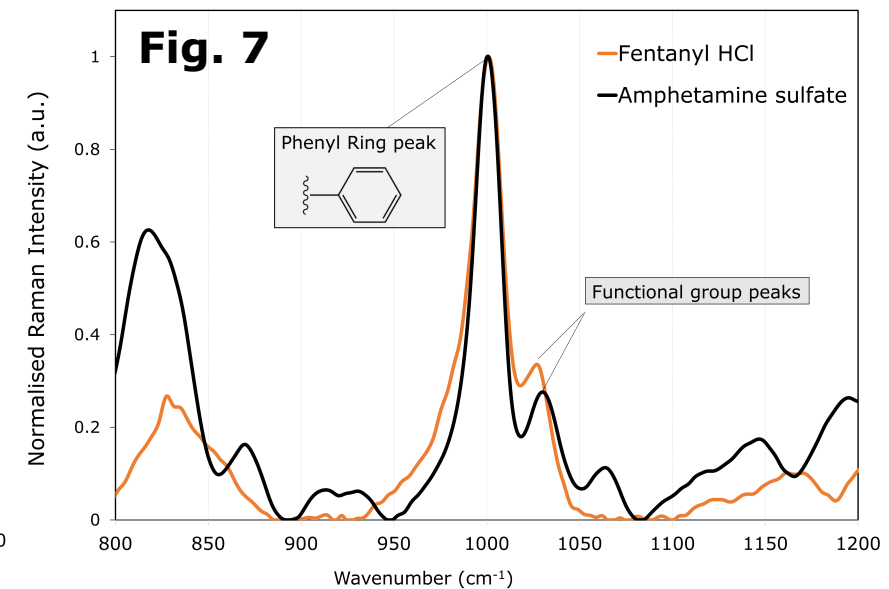 Fig. 7
Fentanyl HCl
Amphetamine sulfate
Phenyl Ring peak
Functional group peaks
Normalised Raman Intensity (a.u.)
1
0.8
0.6
0.4
0.2
0
0
800 850 900 950 1000 1050 1100 1150 1200
Wavenumber (cm⁻¹)